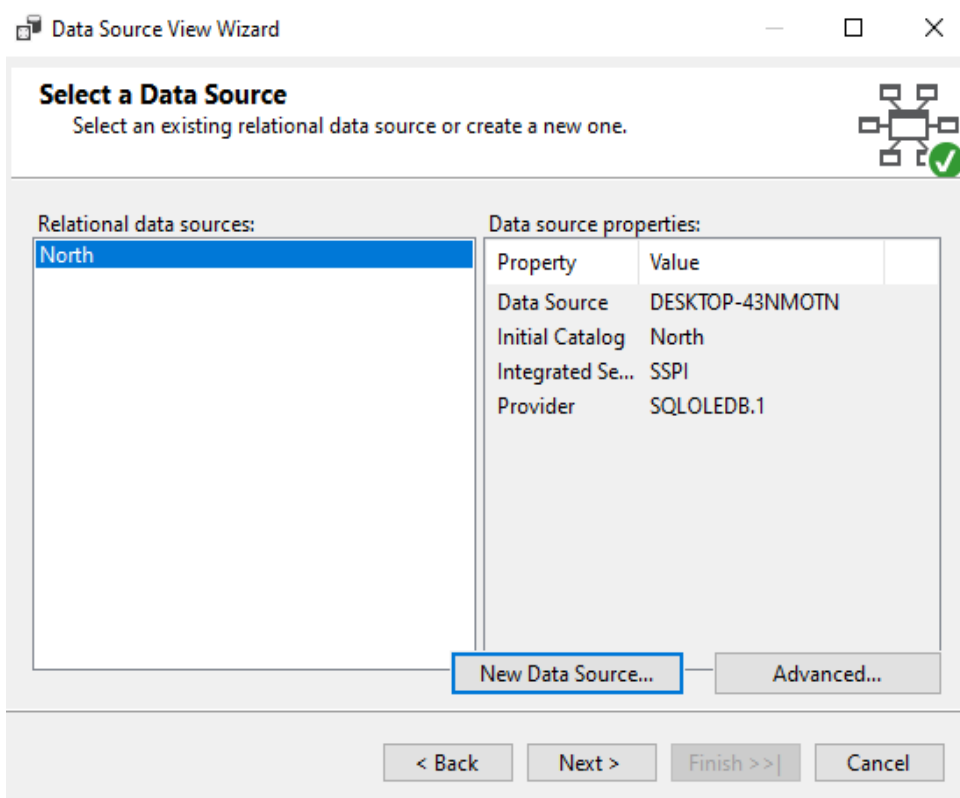 Data Source View Wizard
Select a Data Source
Select an existing relational data source or create a new one.
Relational data sources:
North
Data source properties:
Property Value
Data Source DESKTOP-43NMOTN
Initial Catalog North
Integrated Se... SSPI
Provider SQLOLEDB.1
New Data Source... Advanced...
< Back Next > Finish >>| Cancel